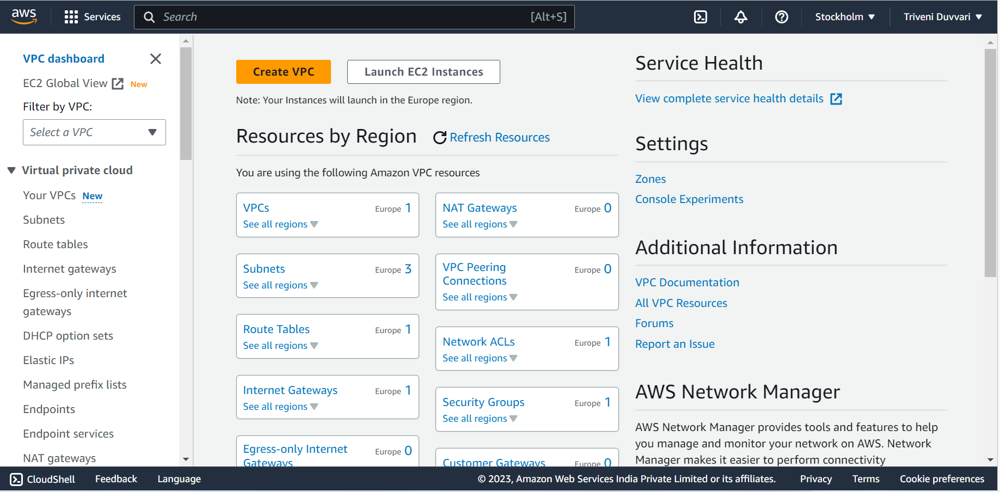 aws
Services
Search
[Alt+S]
Stockholm
Triveni Duvvari
VPC dashboard
EC2 Global View New
Filter by VPC:
Select a VPC
Virtual private cloud
Your VPCs New
Subnets
Route tables
Internet gateways
Egress-only internet
gateways
DHCP option sets
Elastic IPs
Managed prefix lists
Endpoints
Endpoint services
NAT gateways
Create VPC
Launch EC2 Instances
Note: Your Instances will launch in the Europe region.
Resources by Region
Refresh Resources
You are using the following Amazon VPC resources
VPCs Europe 1
See all regions
NAT Gateways Europe 0
See all regions
Subnets Europe 3
See all regions
VPC Peering Europe 0
Connections
See all regions
Route Tables Europe 1
See all regions
Network ACLs Europe 1
See all regions
Internet Gateways Europe 1
See all regions
Security Groups Europe 1
See all regions
Egress-only Internet Europe 0
Gateways
Customer Gateways Europe 0
Service Health
View complete service health details
Settings
Zones
Console Experiments
Additional Information
VPC Documentation
All VPC Resources
Forums
Report an Issue
AWS Network Manager
AWS Network Manager provides tools and features to help
you manage and monitor your network on AWS. Network
Manager makes it easier to perform connectivity
CloudShell
Feedback
Language
© 2023, Amazon Web Services India Private Limited or its affiliates.
Privacy
Terms
Cookie preferences